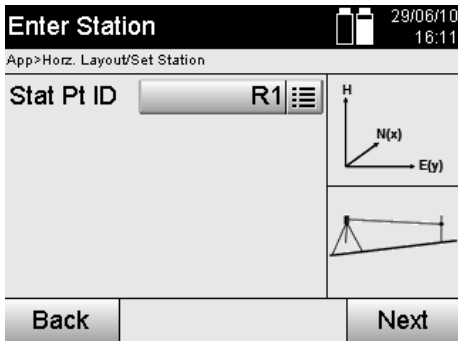 Enter Station
29/06/10
16:11
App>Horz. Layout/Set Station
Stat Pt ID R1
H
N(x)
E(y)
Back Next